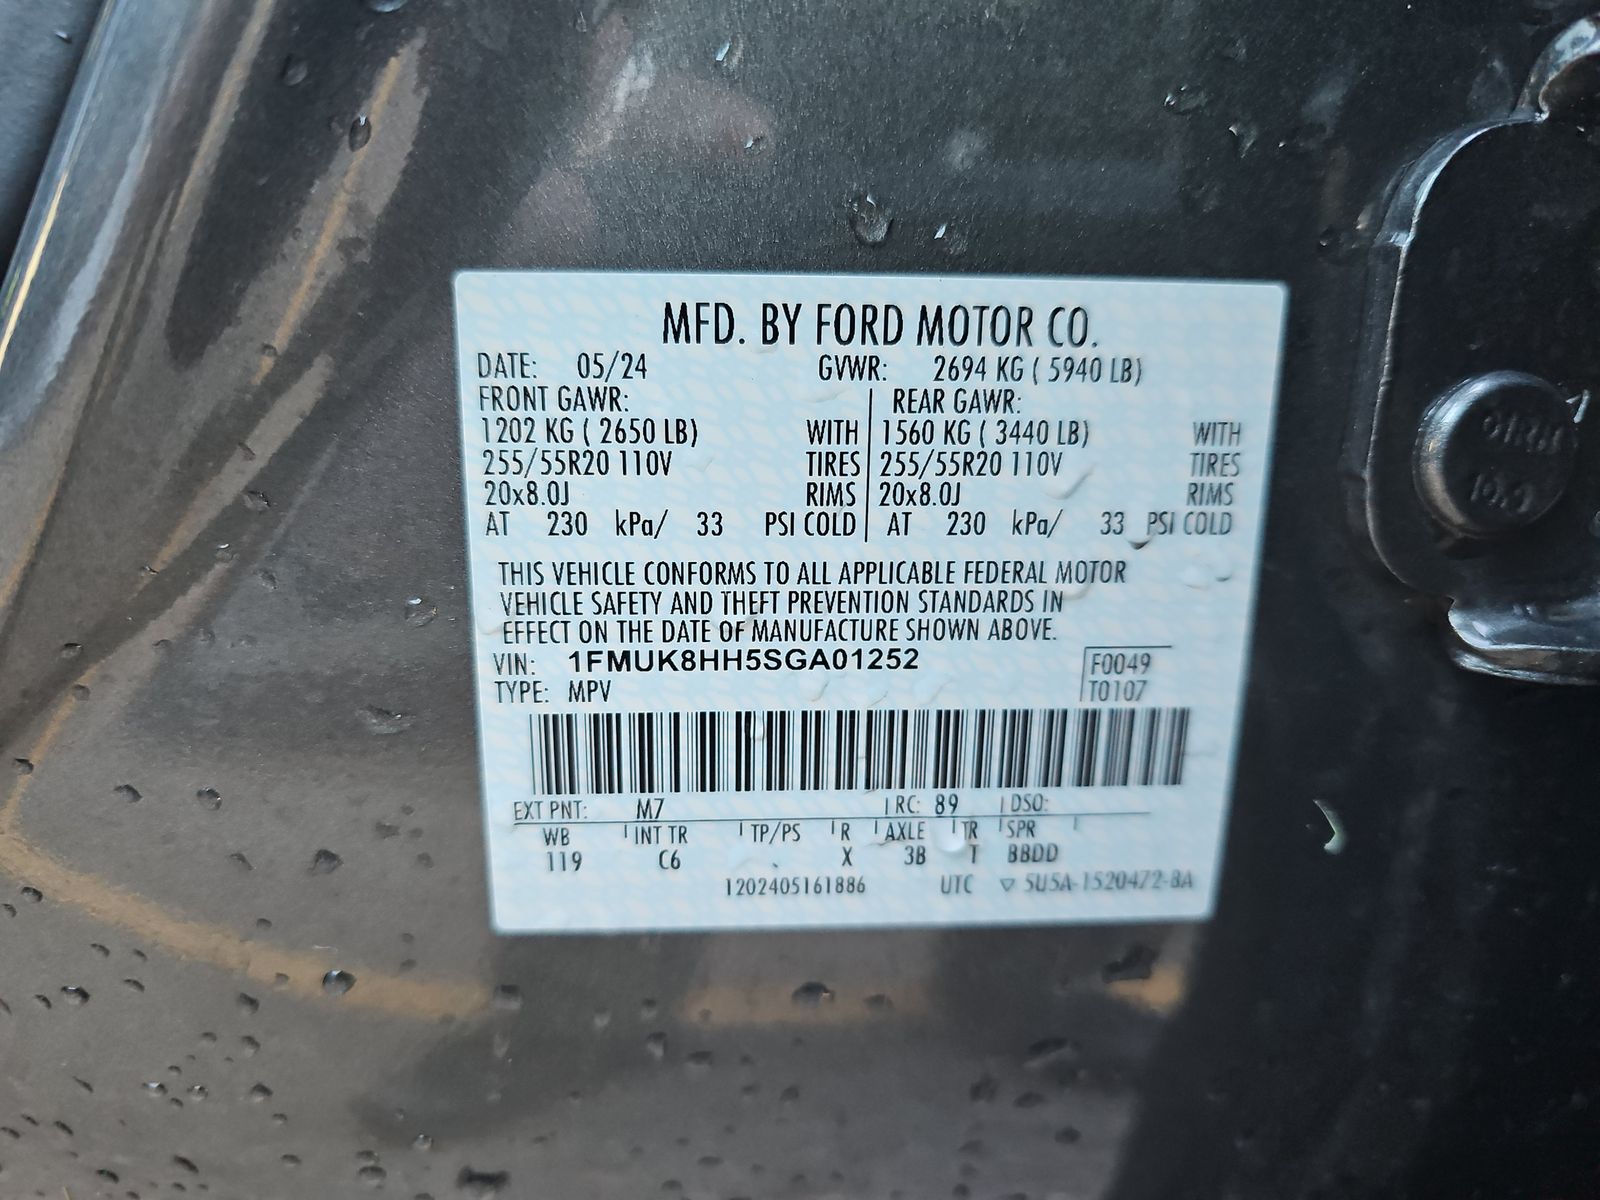 MFD. BY FORD MOTOR CO.
DATE: 05/24 GVWR: 2694 KG ( 5940 LB)
FRONT GAWR: REAR GAWR:
1202 KG ( 2650 LB) WITH 1560 KG ( 3440 LB) WITH
255/55R20 110V TIRES 255/55R20 110V TIRES
20x8.0J RIMS 20x8.0J RIMS
AT 230 kPa/ 33 PSI COLD AT 230 kPa/ 33 PSI COLD
THIS VEHICLE CONFORMS TO ALL APPLICABLE FEDERAL MOTOR
VEHICLE SAFETY AND THEFT PREVENTION STANDARDS IN
EFFECT ON THE DATE OF MANUFACTURE SHOWN ABOVE.
VIN: 1FMUK8HH5SGA01252 F0049
TYPE: MPV T0107
EXT PNT: M7 RC: 89 DSO:
WB INT TR TP/PS R AXLE TR SPR
119 C6 X 3B T BBDD
1202405161886 UTC ▽ 5U5A-1520472-BA